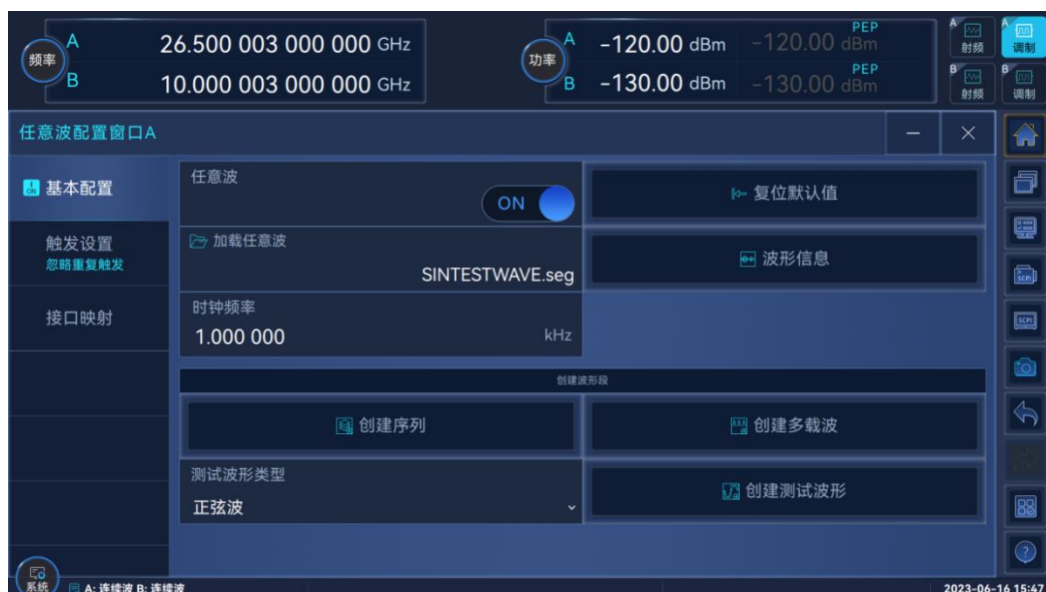 频率
A 26.500 003 000 000 GHz
B 10.000 003 000 000 GHz
功率
A -120.00 dBm -120.00 dBm PEP
B -130.00 dBm -130.00 dBm PEP
A 射频
A 调制
B 射频
B 调制
任意波配置窗口A
基本配置
触发设置
忽略重复触发
接口映射
任意波
ON
复位默认值
加载任意波
SINTESTWAVE.seg
波形信息
时钟频率
1.000 000 kHz
创建波形段
创建序列
创建多载波
测试波形类型
正弦波
创建测试波形
SCPI
SCPI
系统
A: 连续波 B: 连续波
2023-06-16 15:47